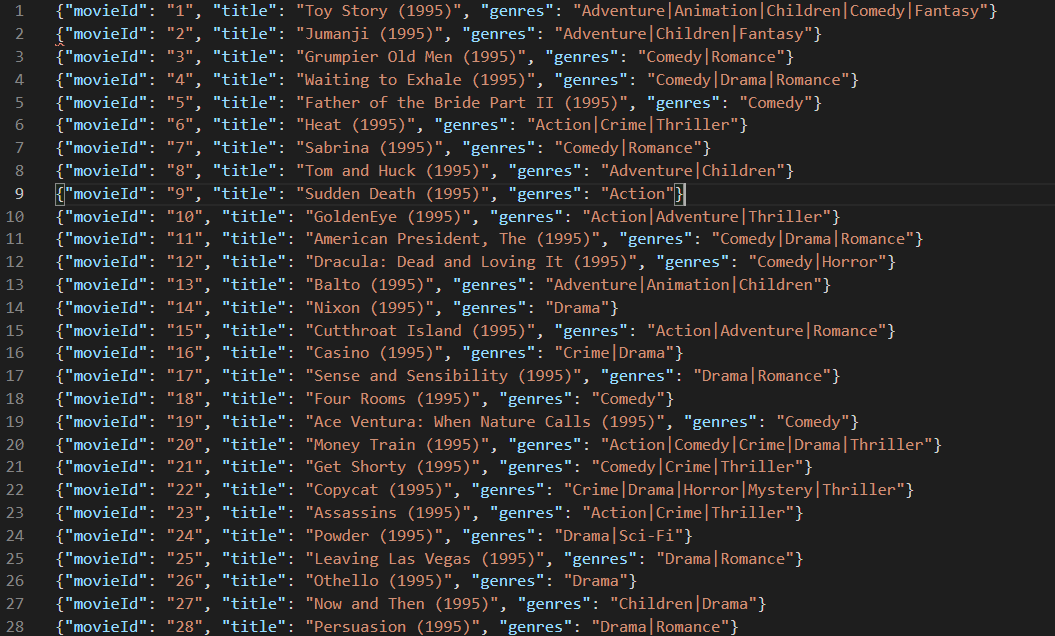 1 {"movieId": "1", "title": "Toy Story (1995)", "genres": "Adventure|Animation|Children|Comedy|Fantasy"}
2 {"movieId": "2", "title": "Jumanji (1995)", "genres": "Adventure|Children|Fantasy"}
3 {"movieId": "3", "title": "Grumpier Old Men (1995)", "genres": "Comedy|Romance"}
4 {"movieId": "4", "title": "Waiting to Exhale (1995)", "genres": "Comedy|Drama|Romance"}
5 {"movieId": "5", "title": "Father of the Bride Part II (1995)", "genres": "Comedy"}
6 {"movieId": "6", "title": "Heat (1995)", "genres": "Action|Crime|Thriller"}
7 {"movieId": "7", "title": "Sabrina (1995)", "genres": "Comedy|Romance"}
8 {"movieId": "8", "title": "Tom and Huck (1995)", "genres": "Adventure|Children"}
9 {"movieId": "9", "title": "Sudden Death (1995)", "genres": "Action"}
10 {"movieId": "10", "title": "GoldenEye (1995)", "genres": "Action|Adventure|Thriller"}
11 {"movieId": "11", "title": "American President, The (1995)", "genres": "Comedy|Drama|Romance"}
12 {"movieId": "12", "title": "Dracula: Dead and Loving It (1995)", "genres": "Comedy|Horror"}
13 {"movieId": "13", "title": "Balto (1995)", "genres": "Adventure|Animation|Children"}
14 {"movieId": "14", "title": "Nixon (1995)", "genres": "Drama"}
15 {"movieId": "15", "title": "Cutthroat Island (1995)", "genres": "Action|Adventure|Romance"}
16 {"movieId": "16", "title": "Casino (1995)", "genres": "Crime|Drama"}
17 {"movieId": "17", "title": "Sense and Sensibility (1995)", "genres": "Drama|Romance"}
18 {"movieId": "18", "title": "Four Rooms (1995)", "genres": "Comedy"}
19 {"movieId": "19", "title": "Ace Ventura: When Nature Calls (1995)", "genres": "Comedy"}
20 {"movieId": "20", "title": "Money Train (1995)", "genres": "Action|Comedy|Crime|Drama|Thriller"}
21 {"movieId": "21", "title": "Get Shorty (1995)", "genres": "Comedy|Crime|Thriller"}
22 {"movieId": "22", "title": "Copycat (1995)", "genres": "Crime|Drama|Horror|Mystery|Thriller"}
23 {"movieId": "23", "title": "Assassins (1995)", "genres": "Action|Crime|Thriller"}
24 {"movieId": "24", "title": "Powder (1995)", "genres": "Drama|Sci-Fi"}
25 {"movieId": "25", "title": "Leaving Las Vegas (1995)", "genres": "Drama|Romance"}
26 {"movieId": "26", "title": "Othello (1995)", "genres": "Drama"}
27 {"movieId": "27", "title": "Now and Then (1995)", "genres": "Children|Drama"}
28 {"movieId": "28", "title": "Persuasion (1995)", "genres": "Drama|Romance"}